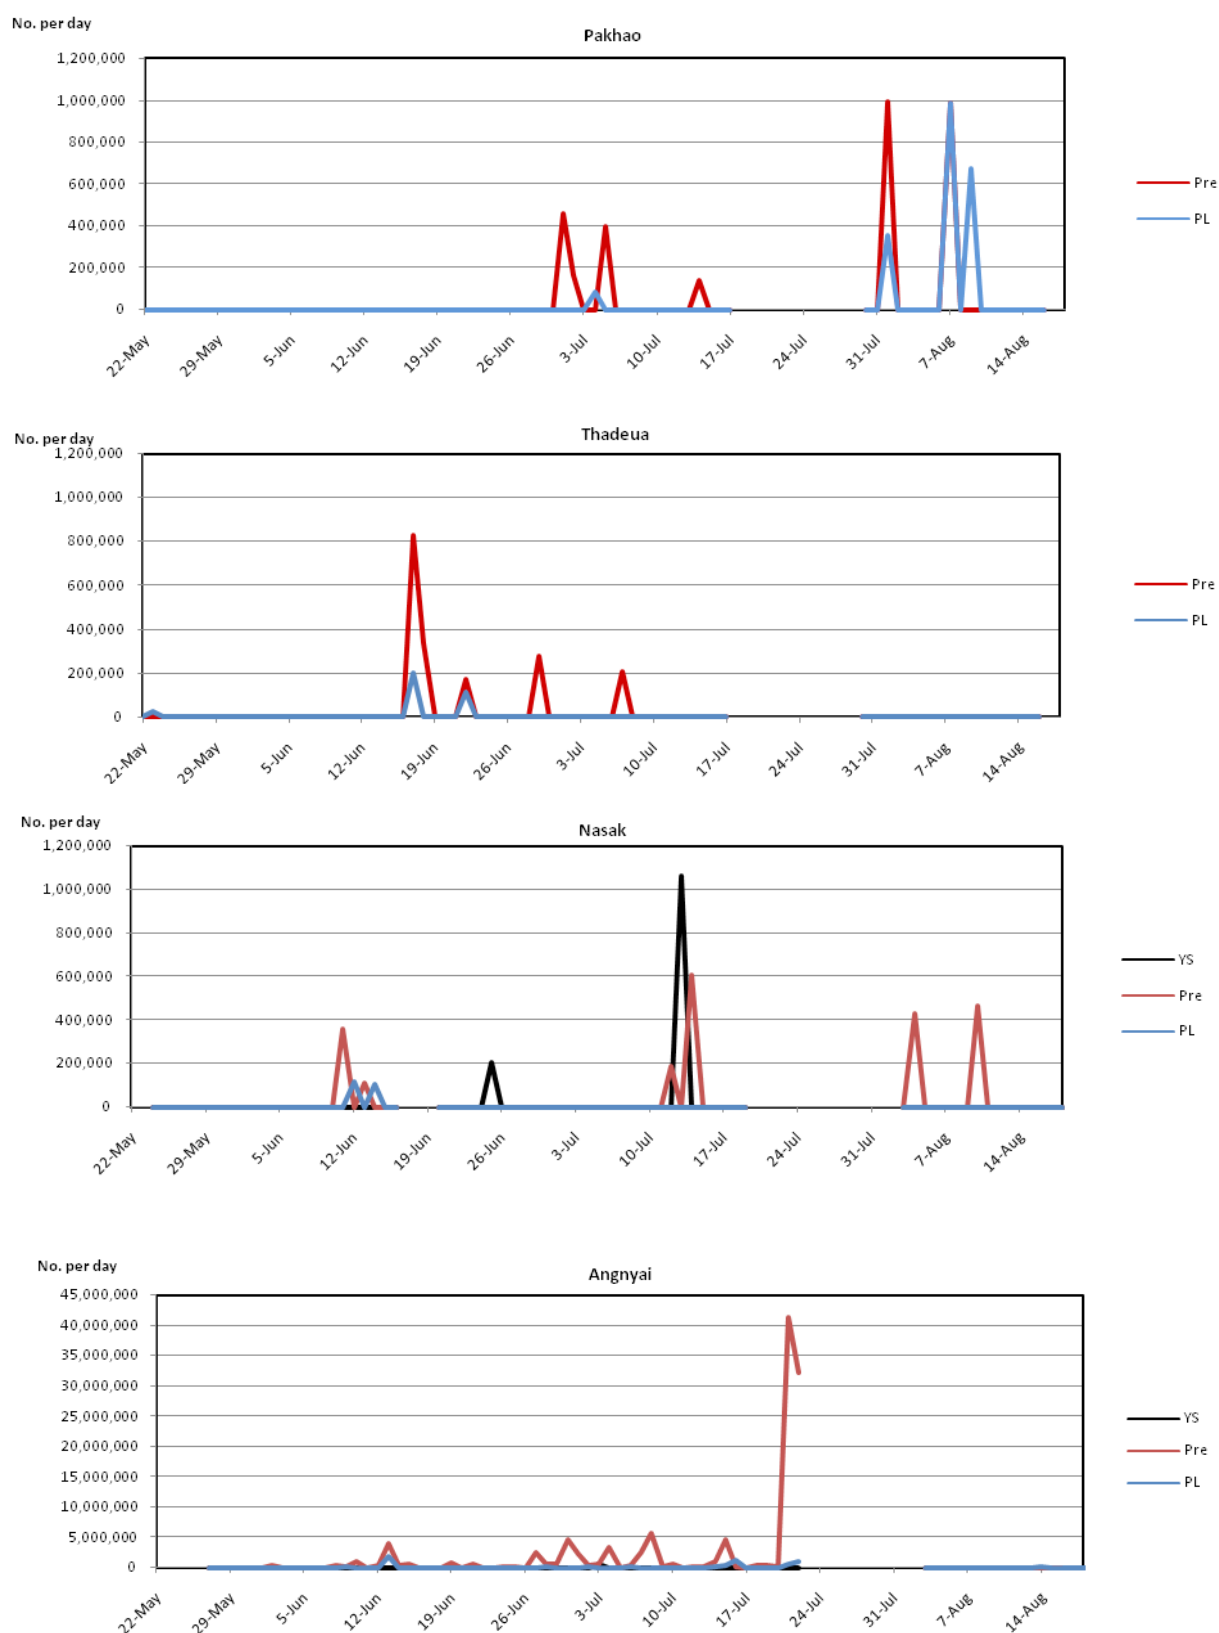 No. per day
Pakhao
1,200,000
1,000,000
800,000
600,000
400,000
200,000
0
22-May 29-May 5-Jun 12-Jun 19-Jun 26-Jun 3-Jul 10-Jul 17-Jul 24-Jul 31-Jul 7-Aug 14-Aug
Pre
PL
No. per day
Thadeua
1,200,000
1,000,000
800,000
600,000
400,000
200,000
0
22-May 29-May 5-Jun 12-Jun 19-Jun 26-Jun 3-Jul 10-Jul 17-Jul 24-Jul 31-Jul 7-Aug 14-Aug
Pre
PL
No. per day
Nasak
1,200,000
1,000,000
800,000
600,000
400,000
200,000
0
22-May 29-May 5-Jun 12-Jun 19-Jun 26-Jun 3-Jul 10-Jul 17-Jul 24-Jul 31-Jul 7-Aug 14-Aug
YS
Pre
PL
No. per day
Angnyai
45,000,000
40,000,000
35,000,000
30,000,000
25,000,000
20,000,000
15,000,000
10,000,000
5,000,000
0
22-May 29-May 5-Jun 12-Jun 19-Jun 26-Jun 3-Jul 10-Jul 17-Jul 24-Jul 31-Jul 7-Aug 14-Aug
YS
Pre
PL